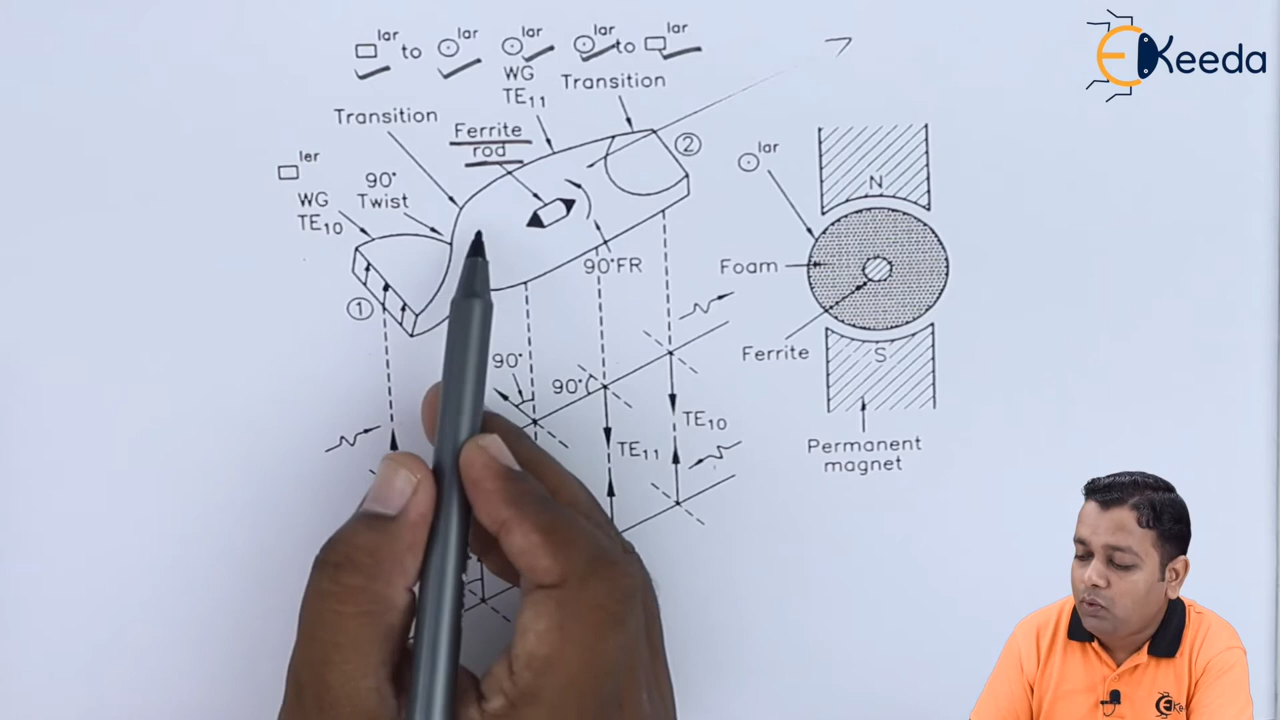 lar to lar lar lar to lar
WG
TE11
Transition
Transition
Ferrite
rod
ler
WG
TE10
90°
Twist
①
②
90°FR
90°
90°
TE10
TE11
lar
N
Foam
Ferrite
S
Permanent
magnet
EKeeda